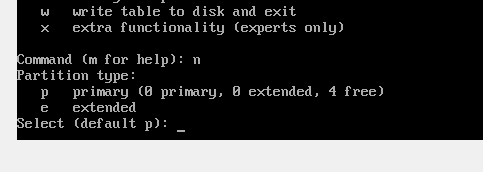 w   write table to disk and exit
x   extra functionality (experts only)
Command (m for help): n
Partition type:
p   primary (0 primary, 0 extended, 4 free)
e   extended
Select (default p): _